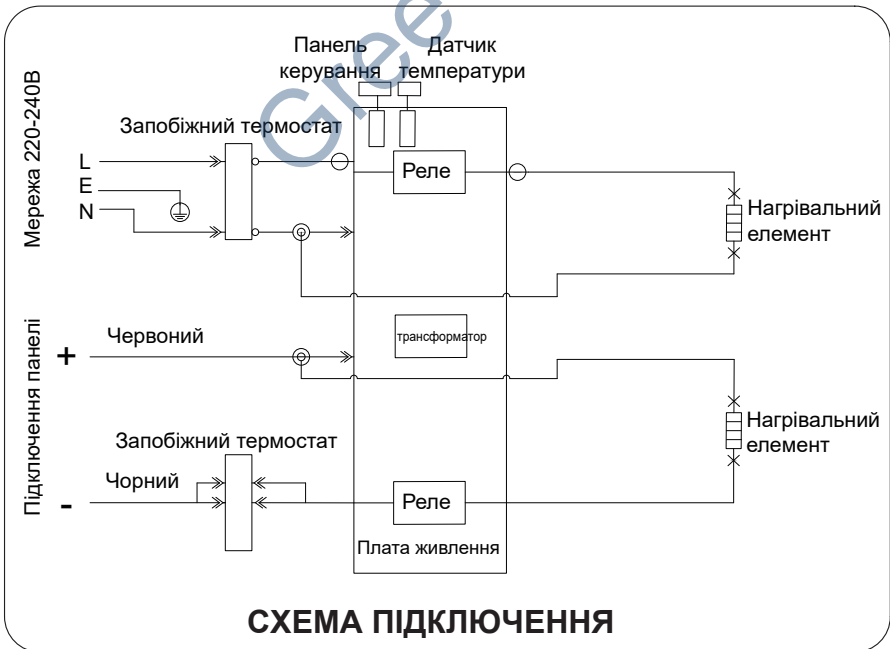 Gree
Панель
керування
Датчик
температури
Мережа 220-240В
Запобіжний термостат
L
E
N
Реле
Нагрівальний
елемент
трансформатор
Підключення панелі
+
Червоний
Запобіжний термостат
Чорний
-
Реле
Нагрівальний
елемент
Плата живлення
СХЕМА ПІДКЛЮЧЕННЯ